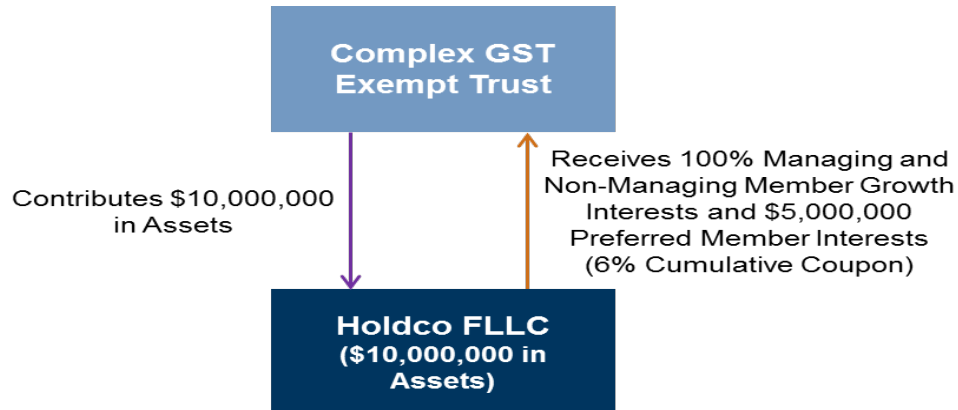 Complex GST
Exempt Trust
Contributes $10,000,000
in Assets
Receives 100% Managing and
Non-Managing Member Growth
Interests and $5,000,000
Preferred Member Interests
(6% Cumulative Coupon)
Holdco FLLC
($10,000,000 in
Assets)